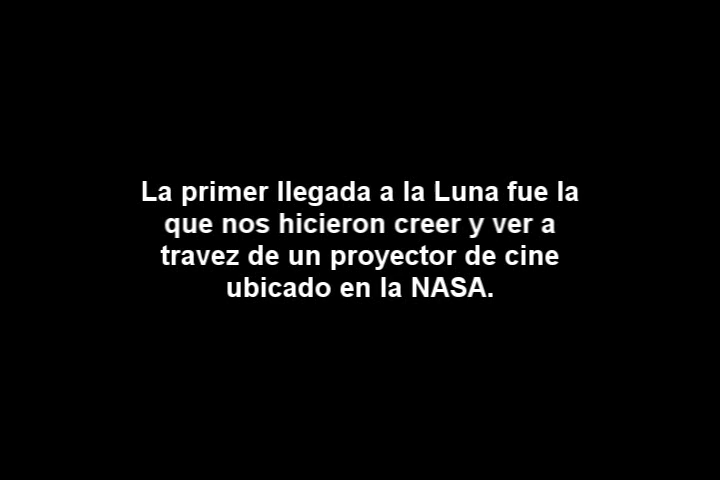 La primer llegada a la Luna fue la
que nos hicieron creer y ver a
travez de un proyector de cine
ubicado en la NASA.